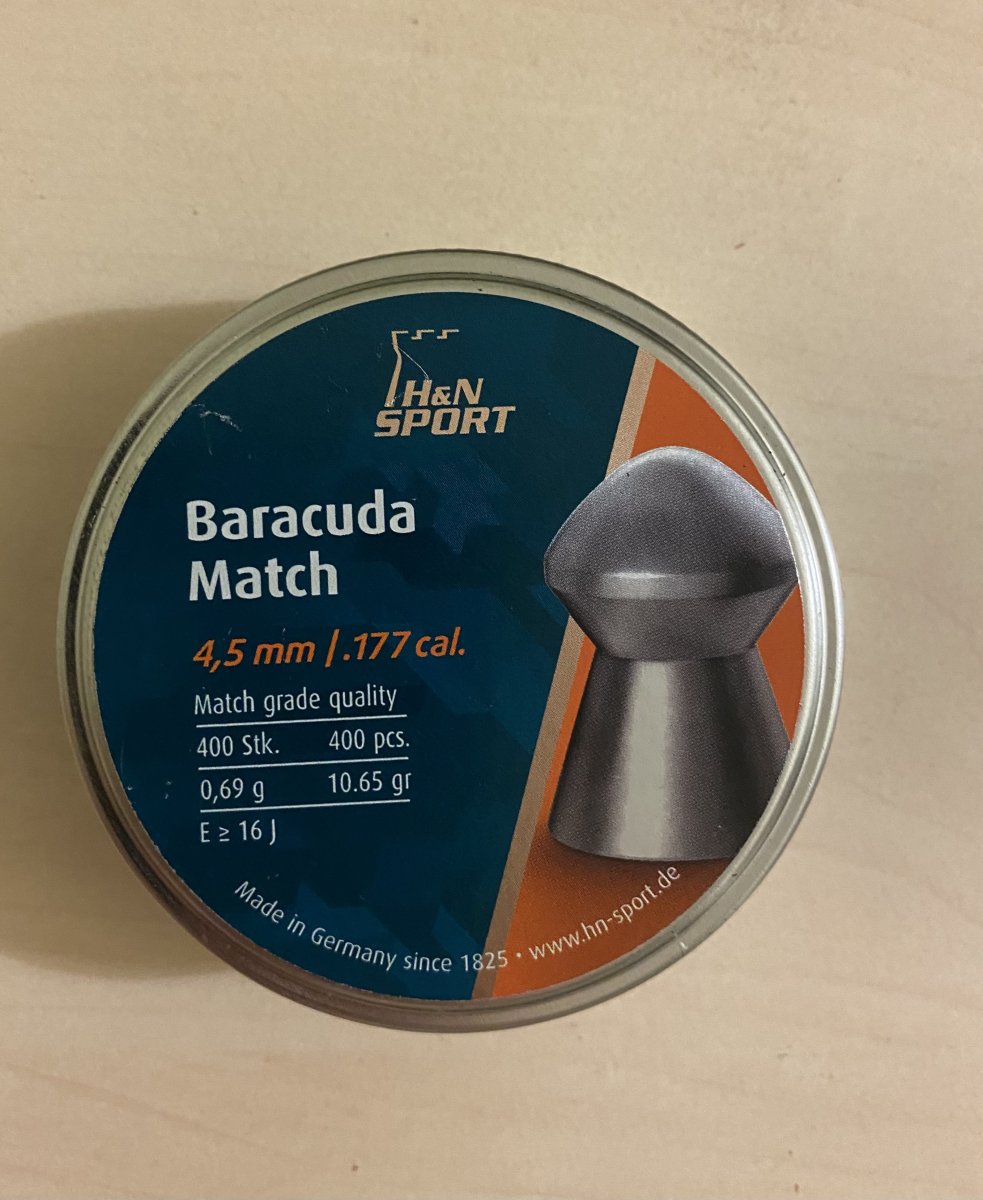 H&N
SPORT
Baracuda
Match
4,5 mm / .177 cal.
Match grade quality
400 Stk. 400 pcs.
0,69 g 10.65 gr
E ≥ 16 J
Made in Germany since 1825 • www.hn-sport.de